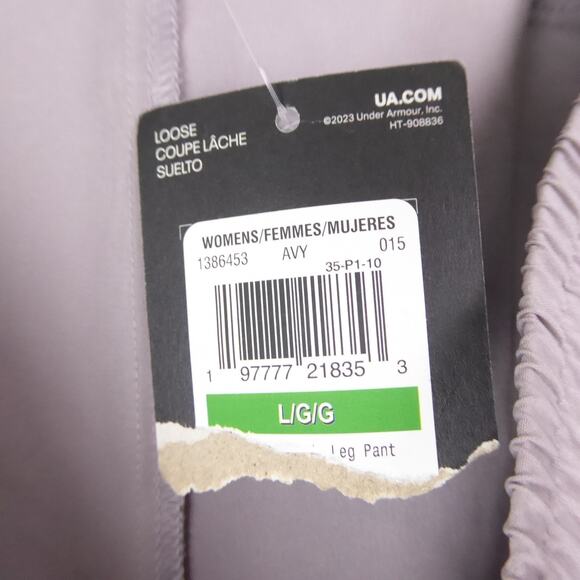 UA.COM
©2023 Under Armour, Inc.
HT-908836
LOOSE
COUPE LÂCHE
SUELTO
WOMENS/FEMMES/MUJERES
1386453 AVY 015
35-P1-10
1 97777 21835 3
L/G/G
Leg Pant